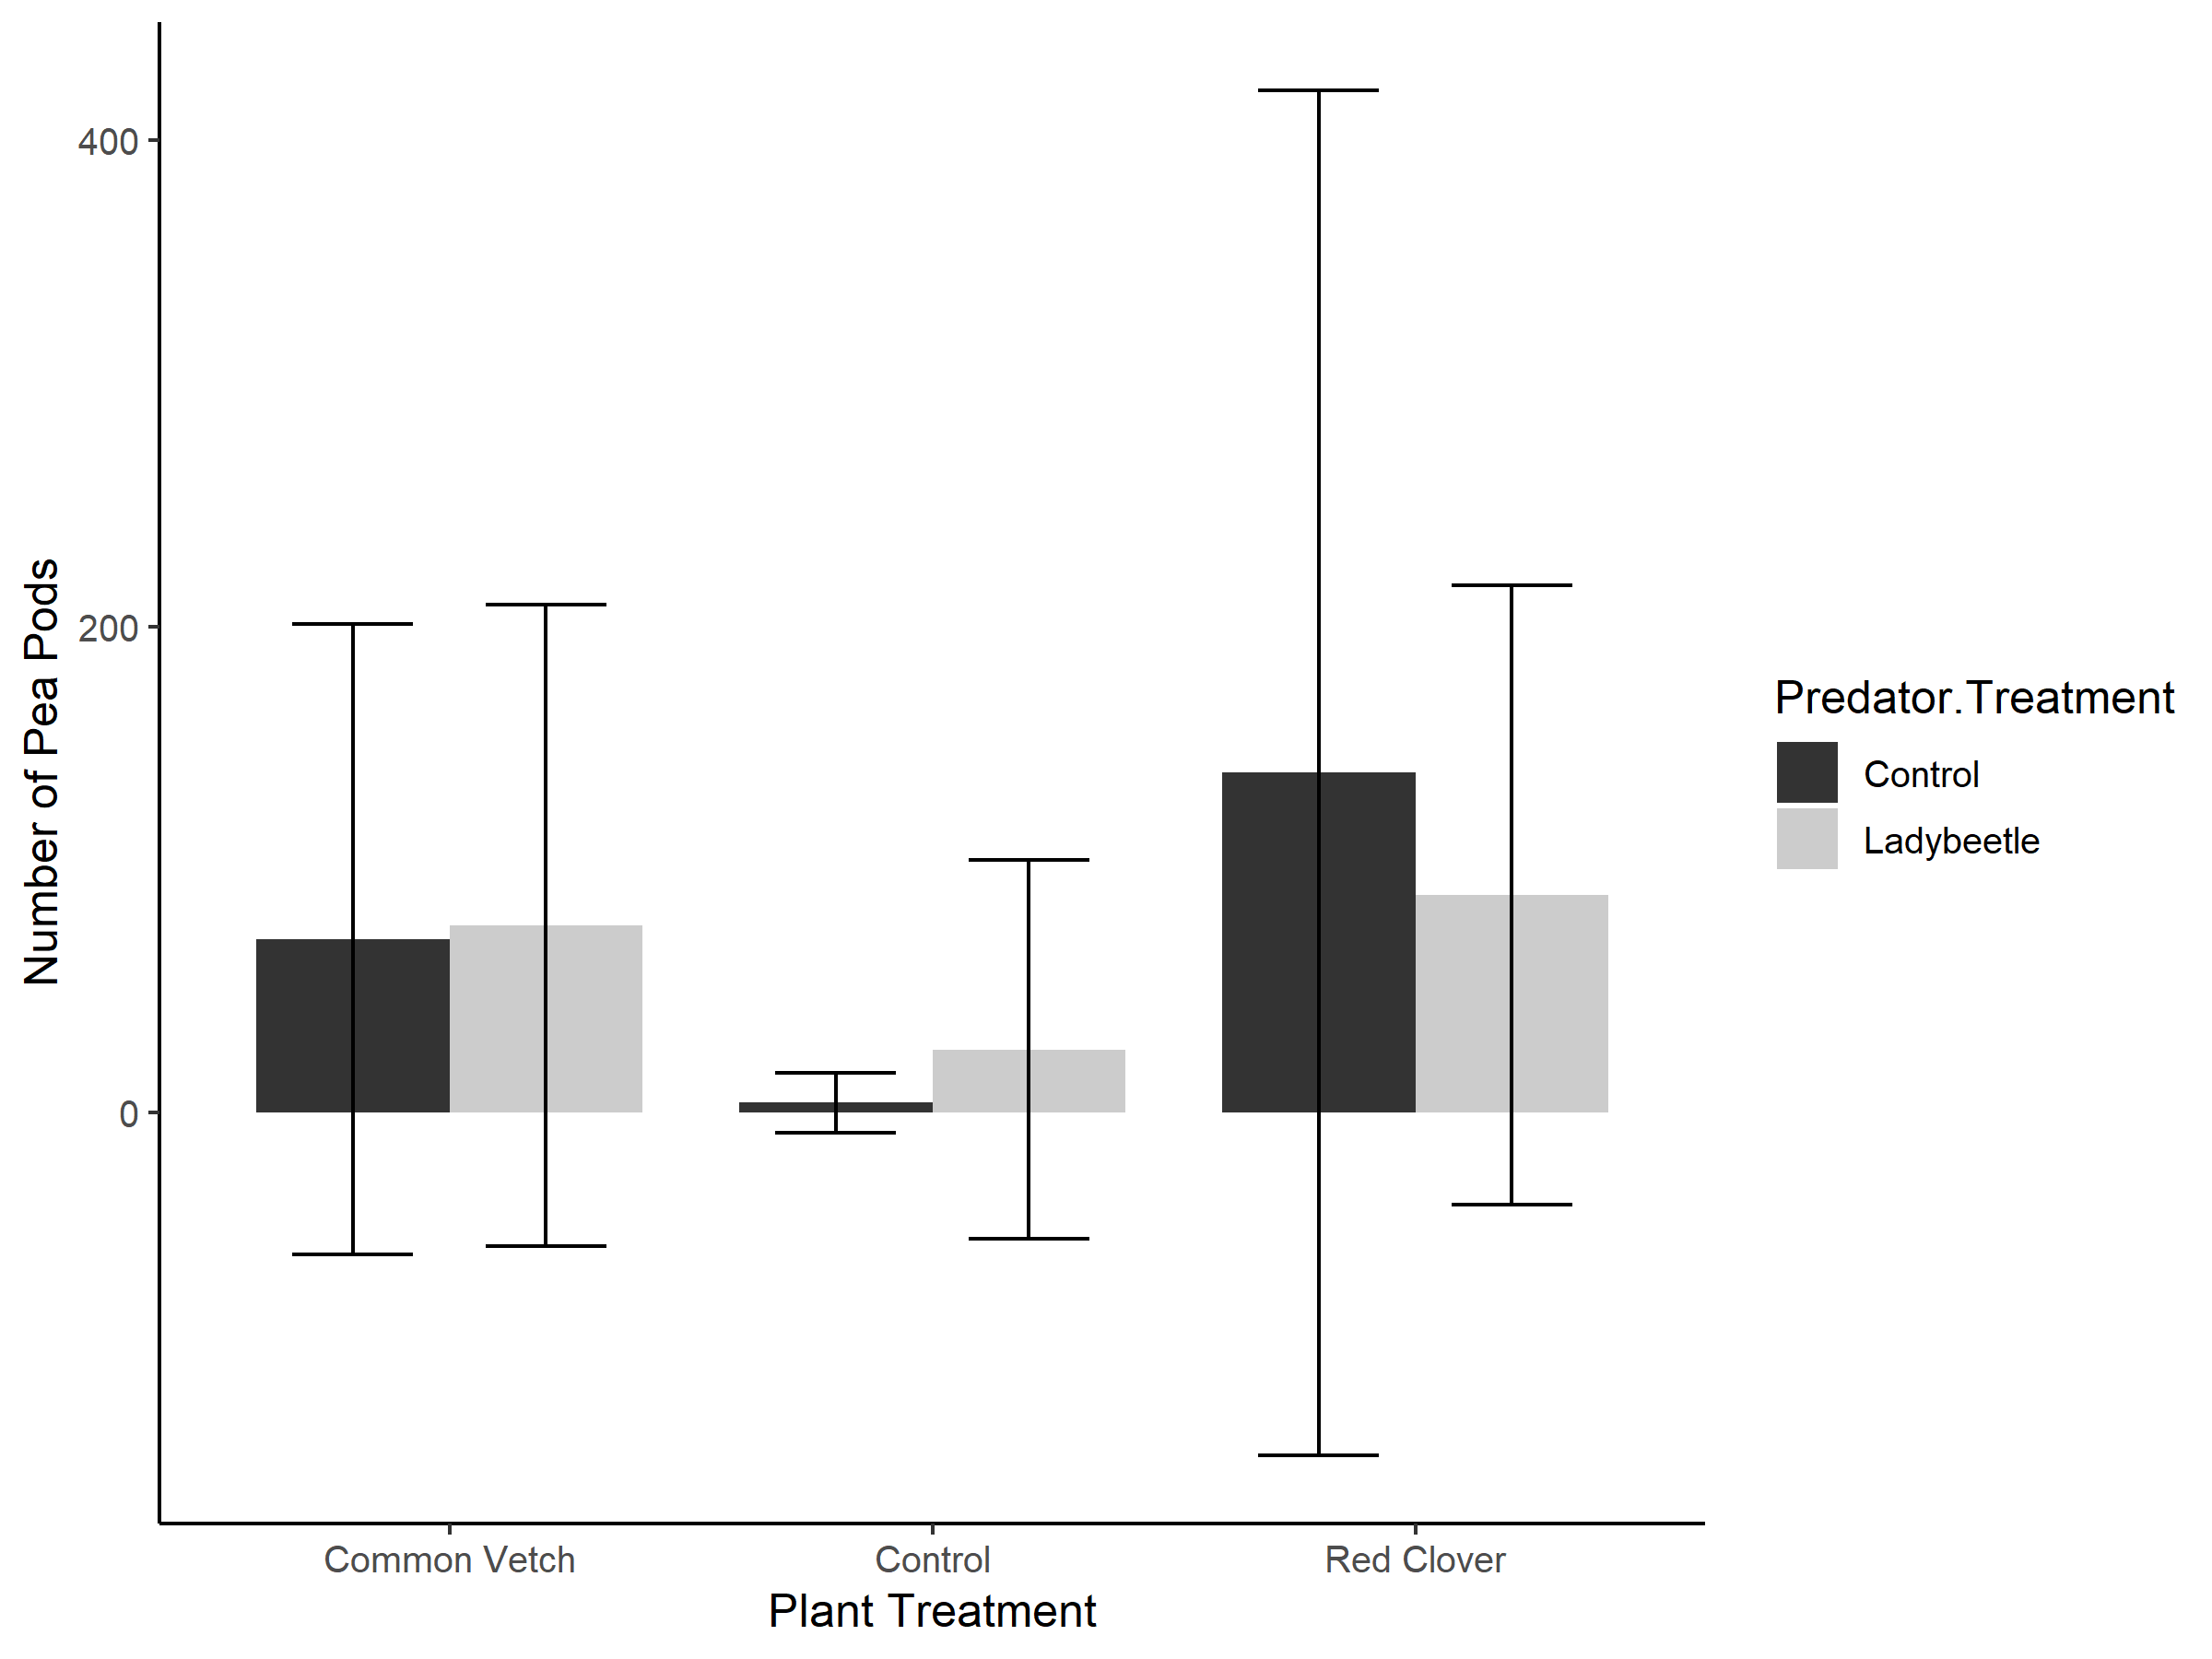 Number of Pea Pods
400
200
0
Common Vetch
Control
Red Clover
Plant Treatment
Predator.Treatment
Control
Ladybeetle